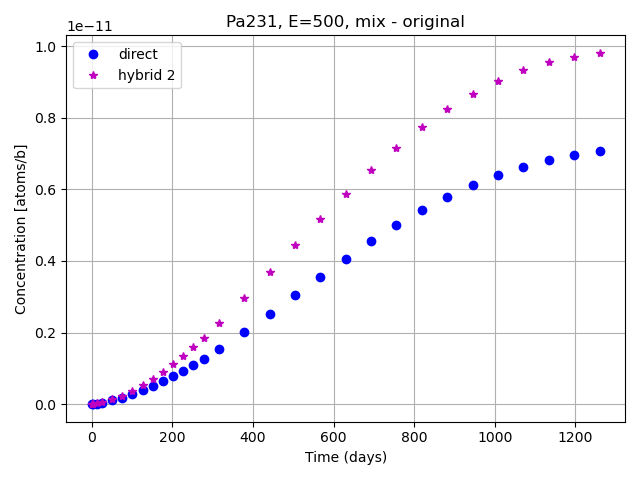 Pa231, E=500, mix - original
1e−11
direct
hybrid 2
1.0
0.8
0.6
0.4
0.2
0.0
Concentration [atoms/b]
0 200 400 600 800 1000 1200
Time (days)